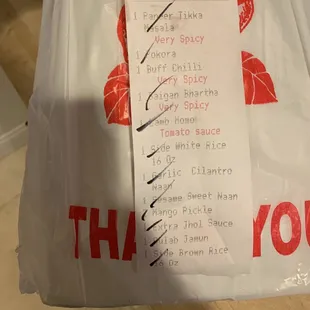 1 Paneer Tikka
Masala
Very Spicy
1 Pokora
1 Buff Chilli
Very Spicy
1 Baigan Bhartha
Very Spicy
1 Lamb Momo
Tomato sauce
1 Side White Rice
16 Oz
1 Garlic Cilantro
Naan
1 Sesame Sweet Naan
1 Mango Pickle
1 Extra Jhol Sauce
1 Gulab Jamun
1 Side Brown Rice
16 Oz
THA YOU